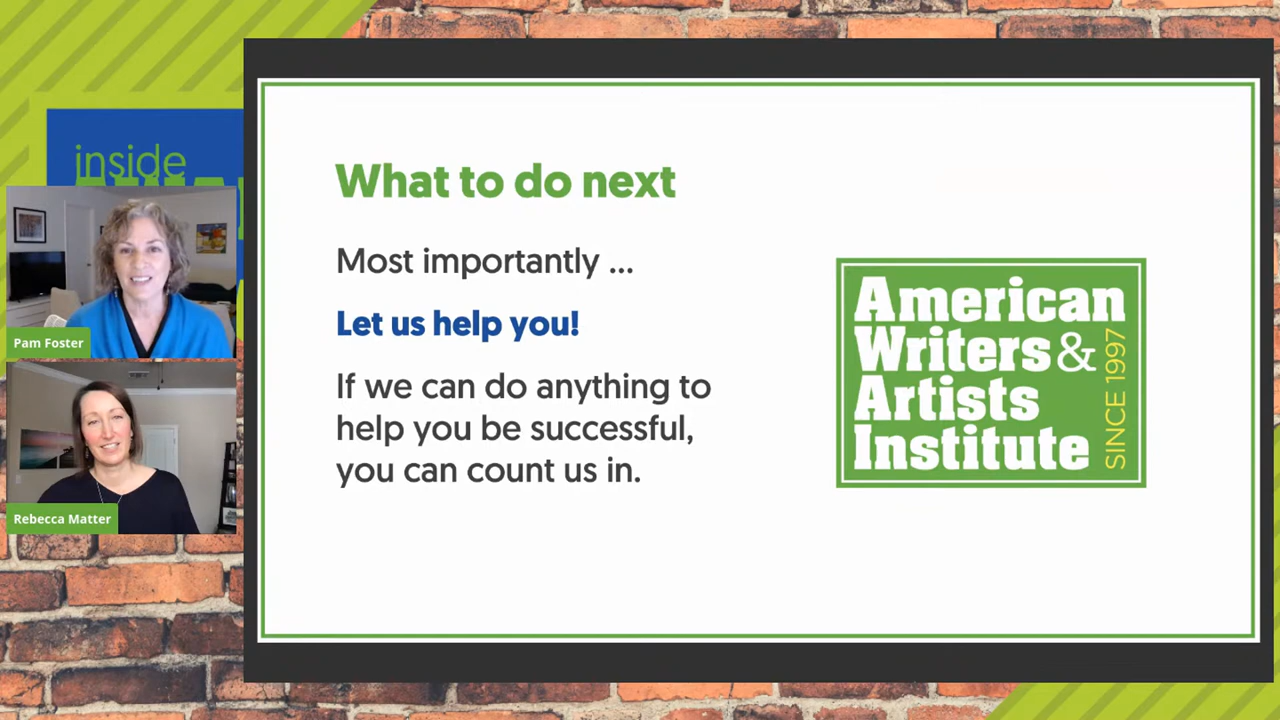 inside
Pam Foster
Rebecca Matter
What to do next
Most importantly ...
Let us help you!
If we can do anything to
help you be successful,
you can count us in.
American
Writers &
Artists
Institute
SINCE 1997